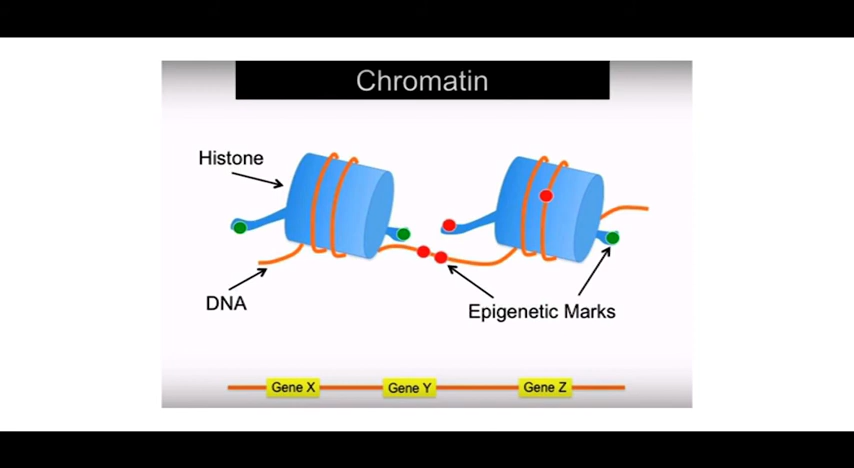 Chromatin
Histone
DNA
Epigenetic Marks
Gene X
Gene Y
Gene Z